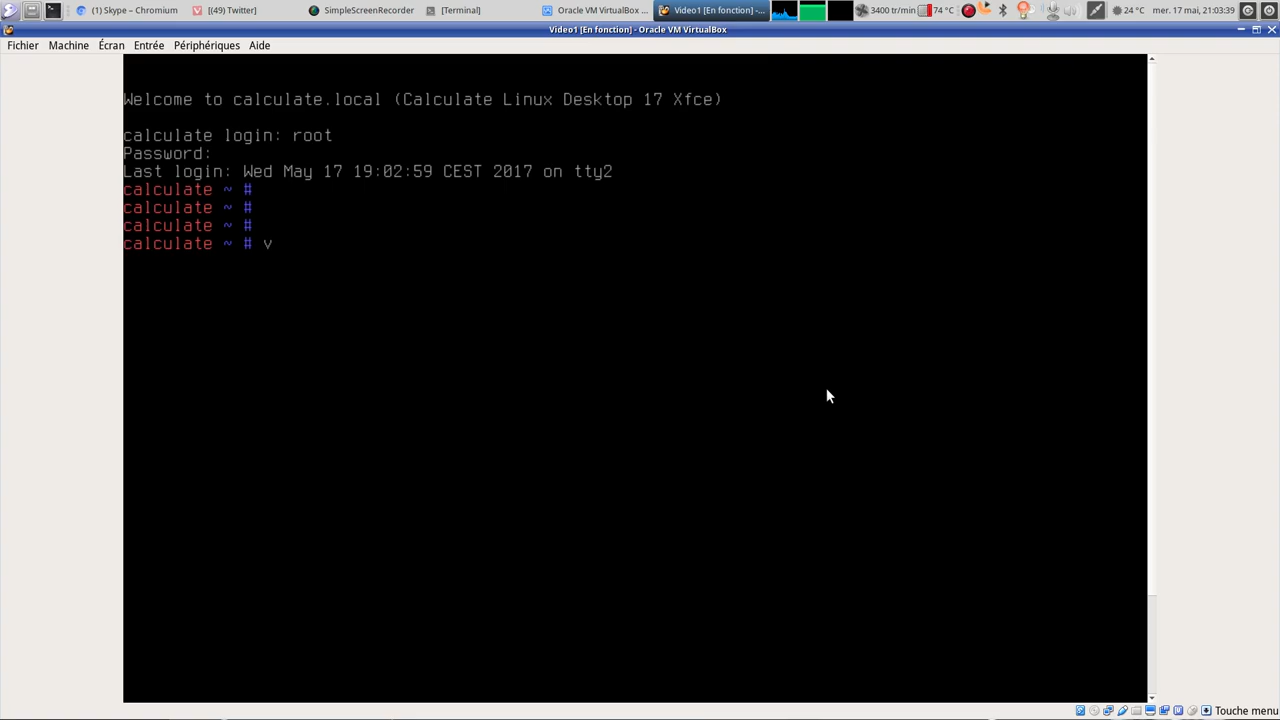 (1) Skype – Chromium
[(49) Twitter]
SimpleScreenRecorder
[Terminal]
Oracle VM VirtualBox ...
Video1 [En fonction] -...
3400 tr/min
74 °C
24 °C
mer. 17 mai, 21:03:39
Video1 [En fonction] - Oracle VM VirtualBox
Fichier Machine Écran Entrée Périphériques Aide
Welcome to calculate.local (Calculate Linux Desktop 17 Xfce)
calculate login: root
Password:
Last login: Wed May 17 19:02:59 CEST 2017 on tty2
calculate ~ #
calculate ~ #
calculate ~ #
calculate ~ # v
Touche menu